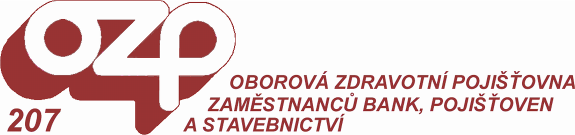 ozp
207
OBOROVÁ ZDRAVOTNÍ POJIŠŤOVNA
ZAMĚSTNANCŮ BANK, POJIŠŤOVEN
A STAVEBNICTVÍ